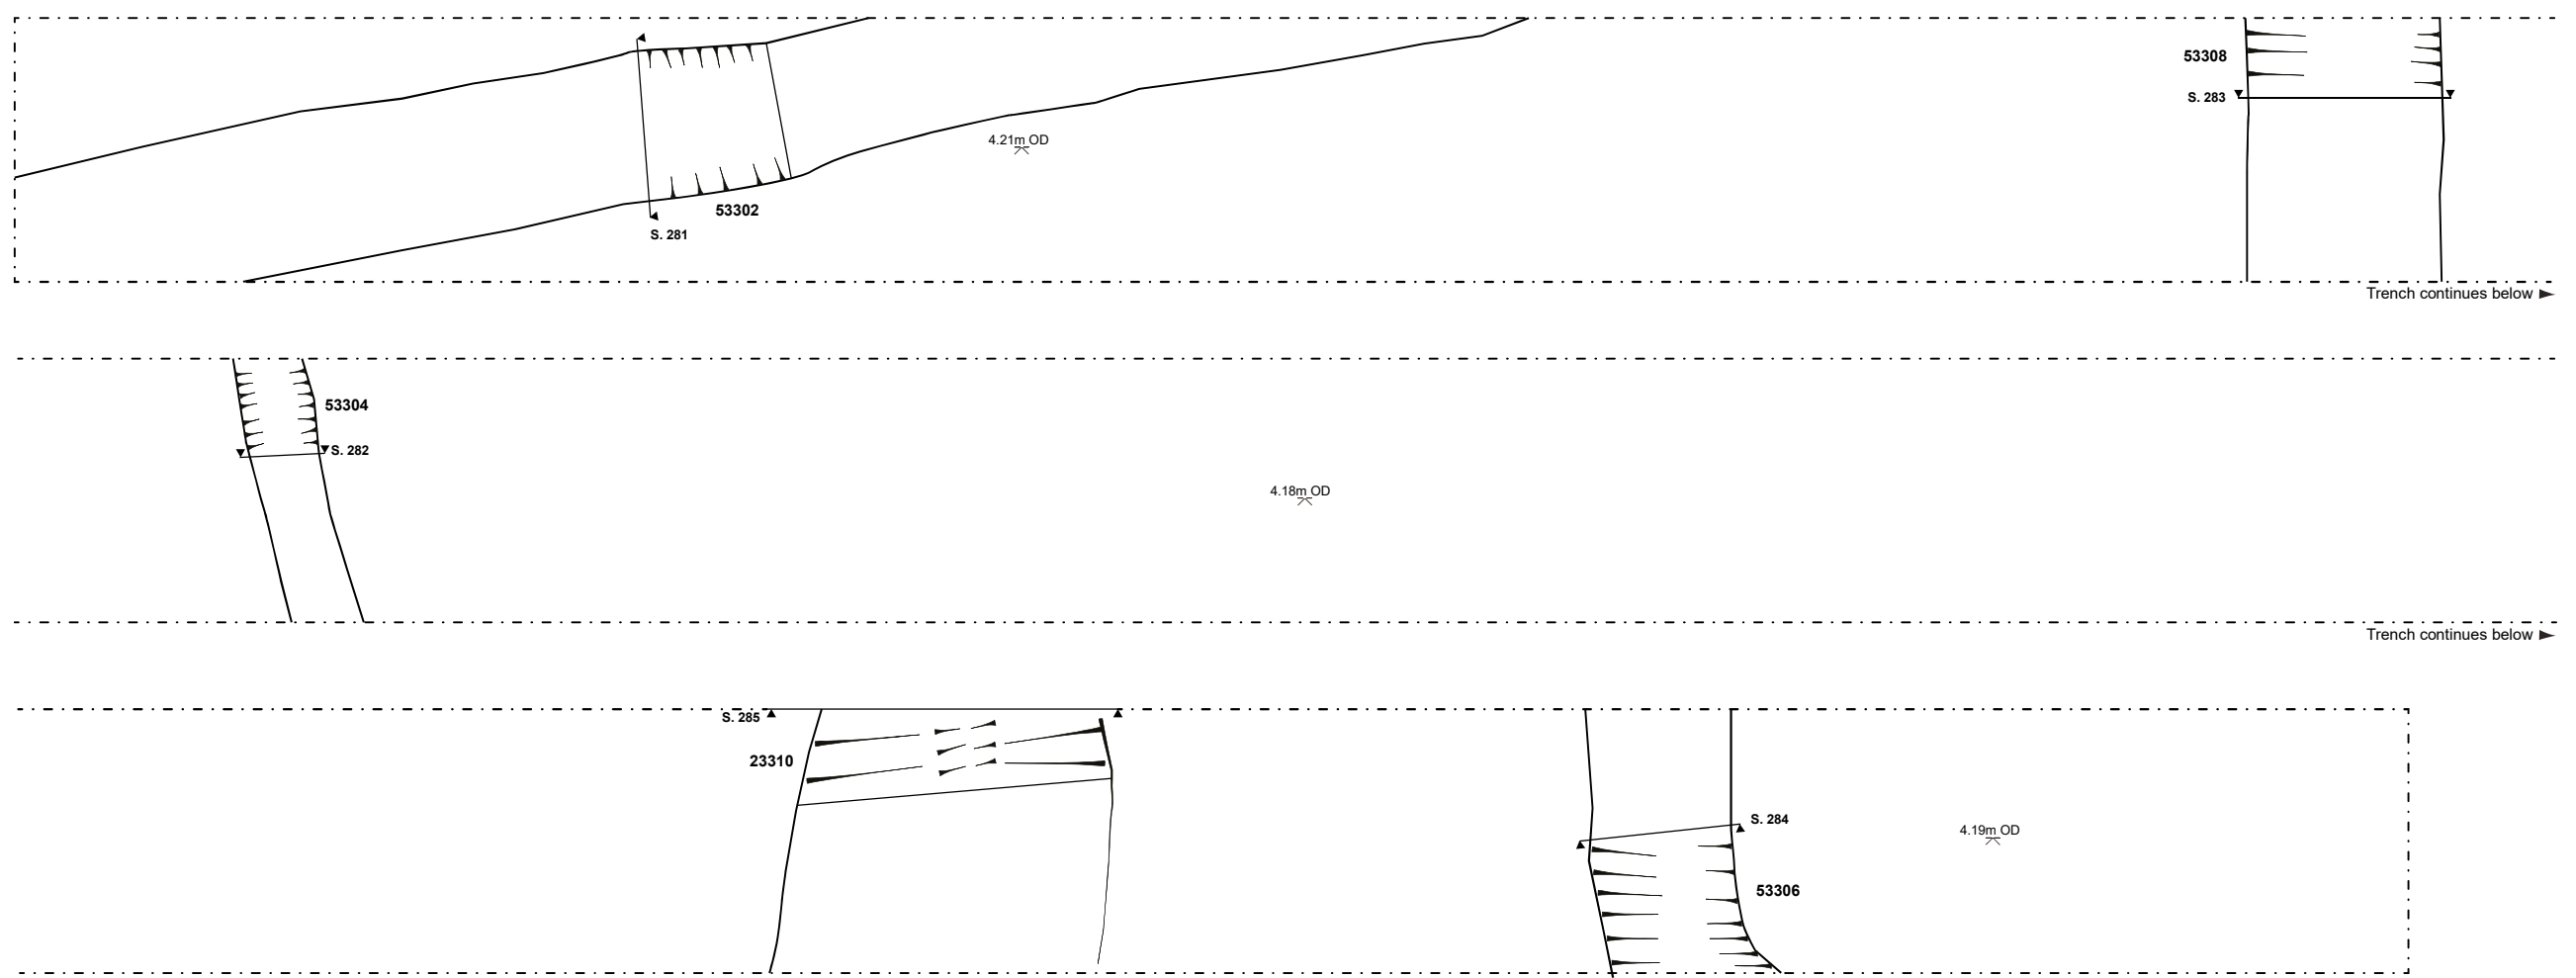 53308
S. 283
4.21m OD
53302
S. 281
Trench continues below
53304
S. 282
4.18m OD
Trench continues below
S. 285
23310
S. 284
4.19m OD
53306